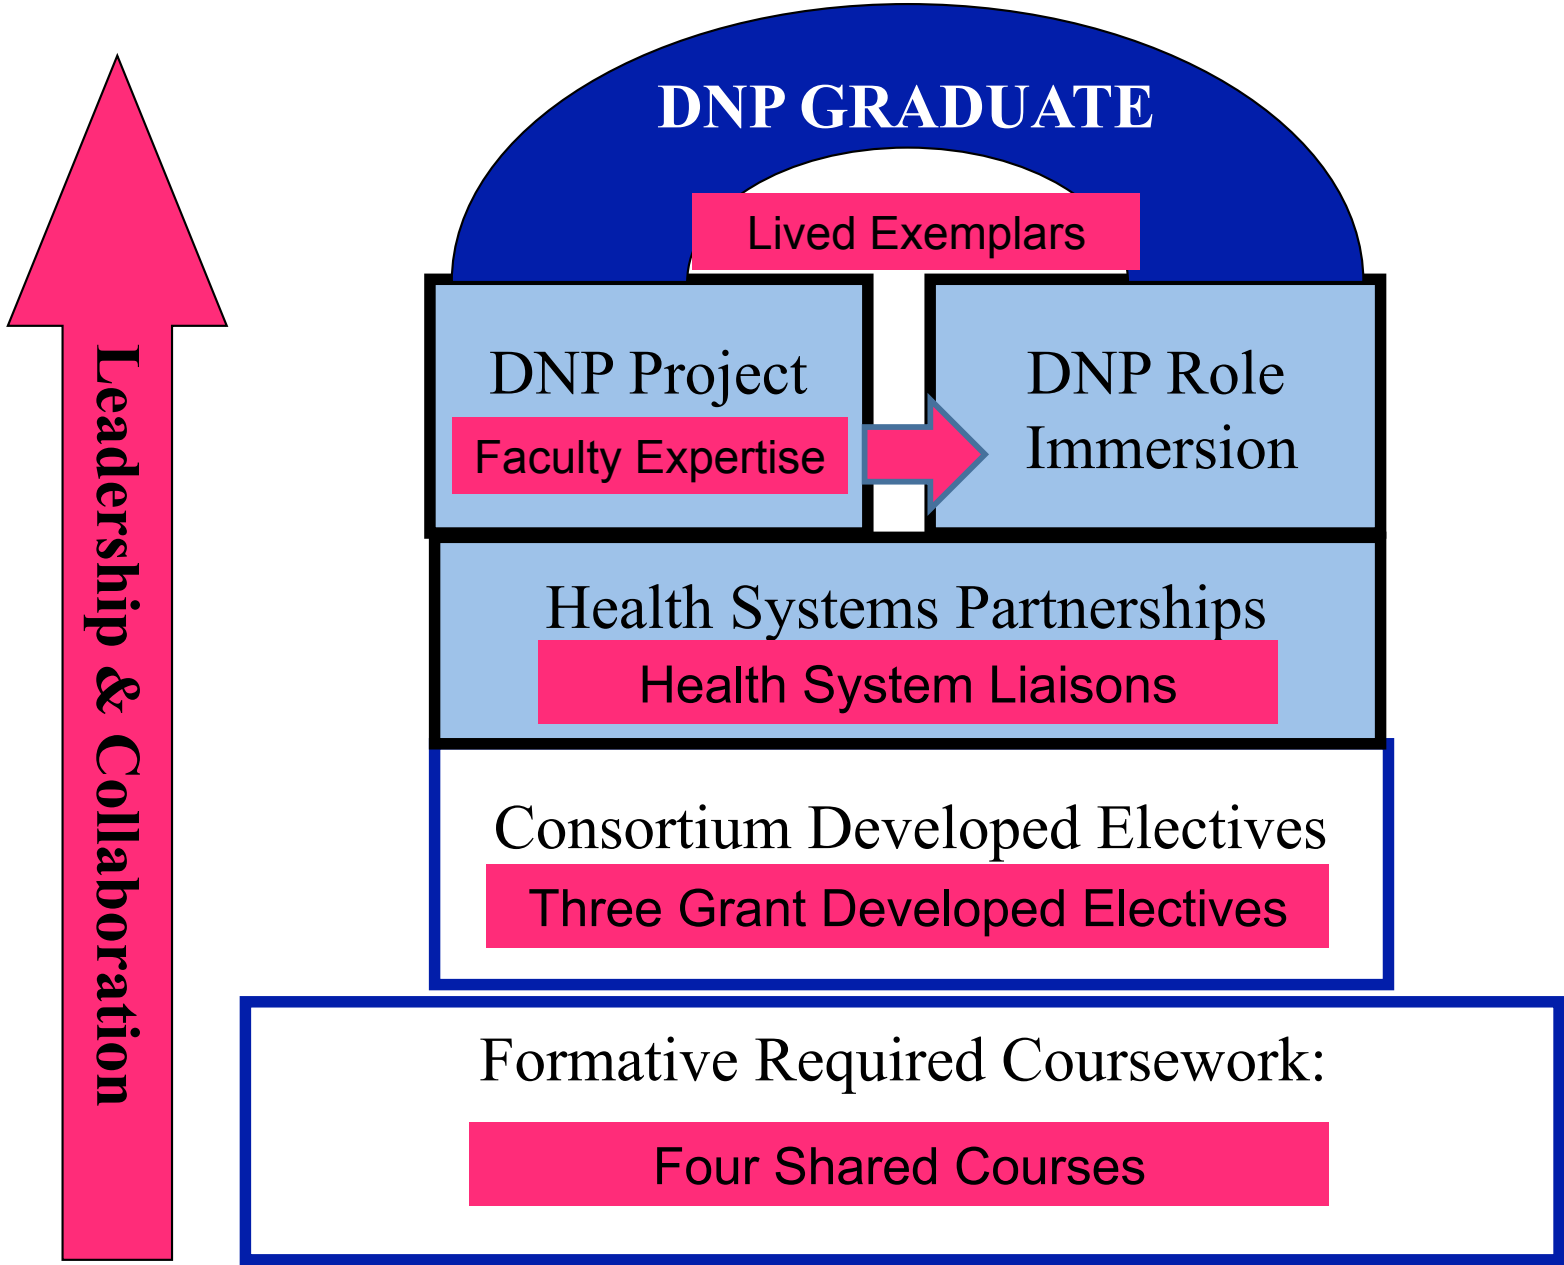 DNP GRADUATE
Lived Exemplars
DNP Project
Faculty Expertise
DNP Role
Immersion
Health Systems Partnerships
Health System Liaisons
Consortium Developed Electives
Three Grant Developed Electives
Formative Required Coursework:
Four Shared Courses
Leadership & Collaboration